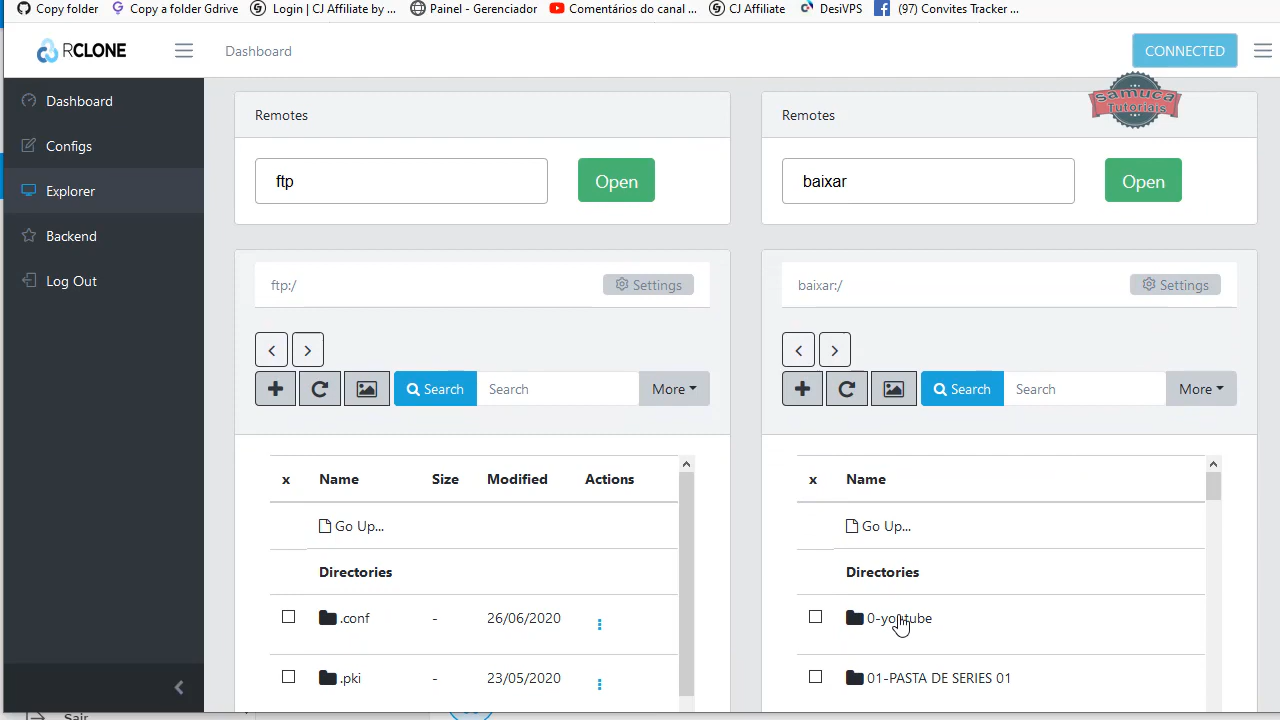 Copy folder Copy a folder Gdrive Login | CJ Affiliate by ... Painel - Gerenciador Comentários do canal ... CJ Affiliate DesiVPS (97) Convites Tracker ...
RCLONE Dashboard CONNECTED
samuca
Tutoriais
Dashboard
Configs
Explorer
Backend
Log Out
Remotes
ftp Open
ftp:/ Settings
Search Search More
x Name Size Modified Actions
Go Up...
Directories
.conf - 26/06/2020
.pki - 23/05/2020
Remotes
baixar Open
baixar:/ Settings
Search Search More
x Name
Go Up...
Directories
0-youtube
01-PASTA DE SERIES 01
Sair